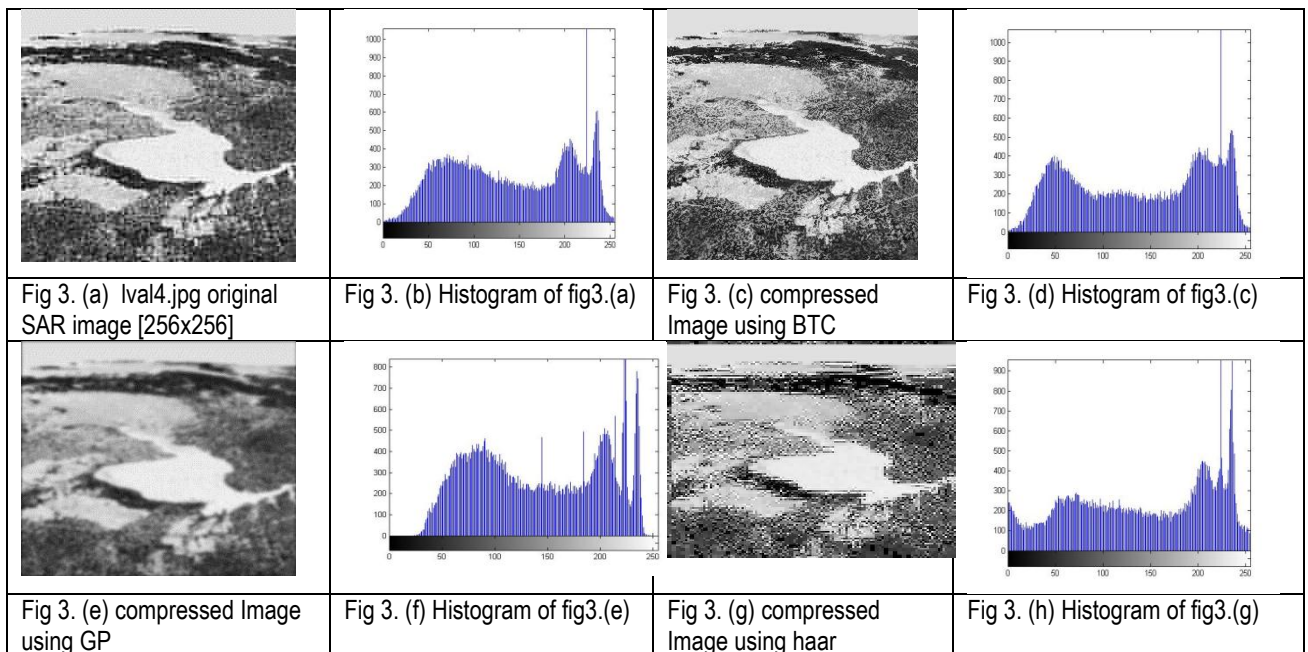 1000
900
800
700
600
500
400
300
200
100
0
0 50 100 150 200 250
1000
900
800
700
600
500
400
300
200
100
0
0 50 100 150 200 250
Fig 3. (a) lval4.jpg original
SAR image [256x256]
Fig 3. (b) Histogram of fig3.(a)
Fig 3. (c) compressed
Image using BTC
Fig 3. (d) Histogram of fig3.(c)
800
700
600
500
400
300
200
100
0
0 50 100 150 200 250
900
800
700
600
500
400
300
200
100
0
0 50 100 150 200 250
Fig 3. (e) compressed Image
using GP
Fig 3. (f) Histogram of fig3.(e)
Fig 3. (g) compressed
Image using haar
Fig 3. (h) Histogram of fig3.(g)